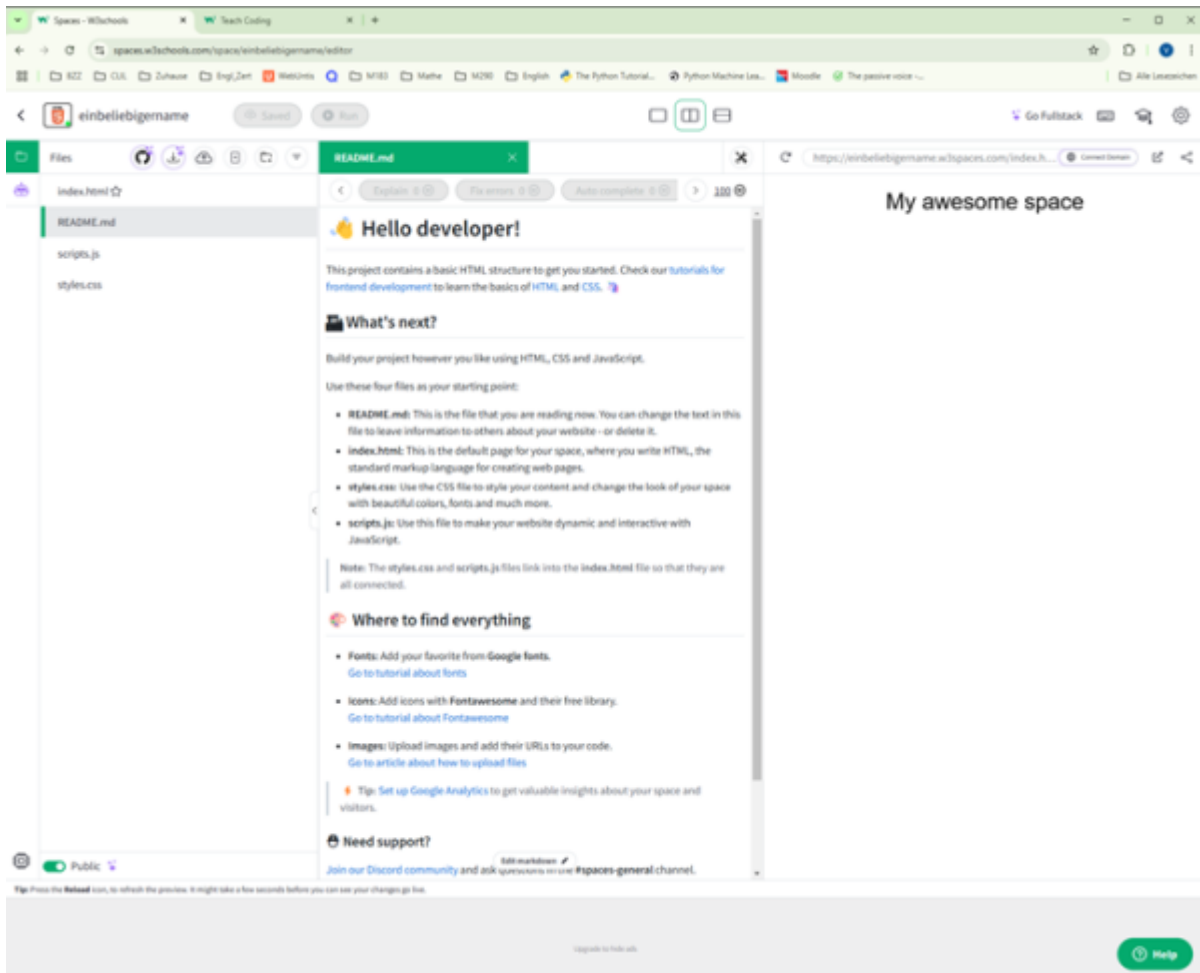 Spaces - W3schools
Teach Coding
spaces.w3schools.com/space/einbeliebigername/editor
BZZ CUL Zuhause Engl,Zert WebUntis M183 Mathe M290 English The Python Tutorial... Python Machine Lea... Moodle The passive voice -... Alle Lesezeichen
einbeliebigername Saved Run Go Fullstack
Files README.md https://einbeliebigername.w3spaces.com/index.h... Connect Domain
index.html Explain 0 Fix errors 0 Auto complete 0 100
README.md
scripts.js
styles.css
Hello developer!
This project contains a basic HTML structure to get you started. Check our tutorials for
frontend development to learn the basics of HTML and CSS.
What's next?
Build your project however you like using HTML, CSS and JavaScript.
Use these four files as your starting point:
• README.md: This is the file that you are reading now. You can change the text in this
file to leave information to others about your website - or delete it.
• index.html: This is the default page for your space, where you write HTML, the
standard markup language for creating web pages.
• styles.css: Use the CSS file to style your content and change the look of your space
with beautiful colors, fonts and much more.
• scripts.js: Use this file to make your website dynamic and interactive with
JavaScript.
Note: The styles.css and scripts.js files link into the index.html file so that they are
all connected.
Where to find everything
• Fonts: Add your favorite from Google fonts.
Go to tutorial about fonts
• Icons: Add icons with Fontawesome and their free library.
Go to tutorial about Fontawesome
• Images: Upload images and add their URLs to your code.
Go to article about how to upload files
Tip: Set up Google Analytics to get valuable insights about your space and
visitors.
Need support?
Edit markdown
Join our Discord community and ask questions in the #spaces-general channel.
My awesome space
Public
Tip: Press the Reload icon, to refresh the preview. It might take a few seconds before you can see your changes go live.
Upgrade to hide ads
Help